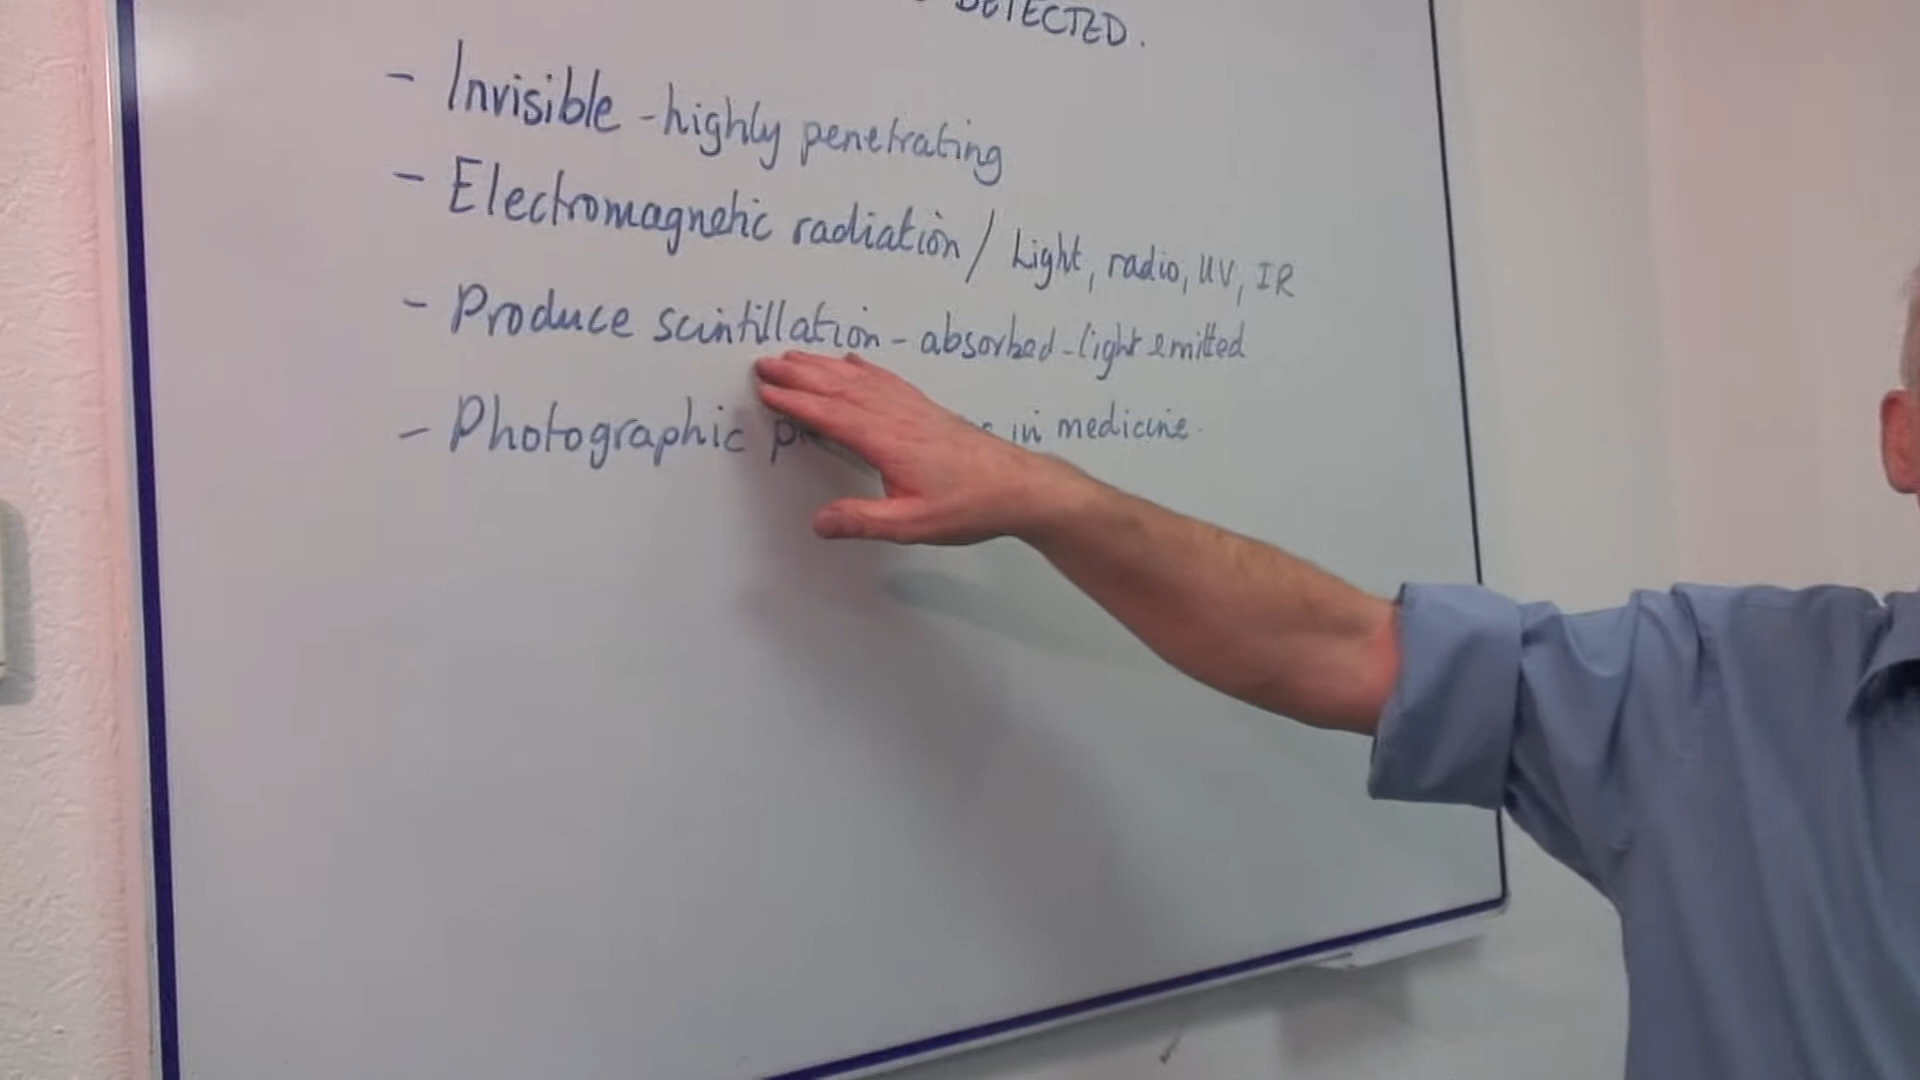 DETECTED.
- Invisible - highly penetrating
- Electromagnetic radiation / Light, radio, UV, IR
- Produce scintillation - absorbed - light emitted
- Photographic in medicine.